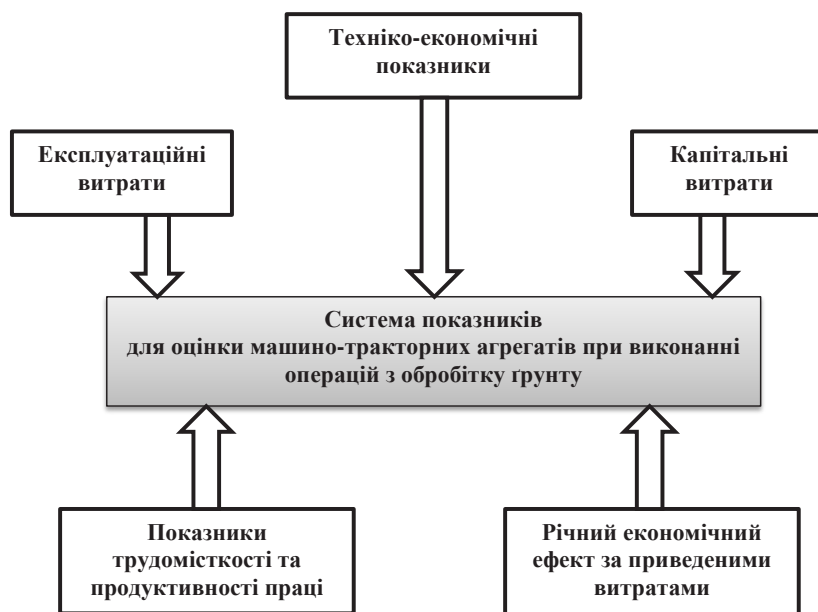 Техніко-економічні
показники
Експлуатаційні
витрати
Капітальні
витрати
Система показників
для оцінки машино-тракторних агрегатів при виконанні
операцій з обробітку ґрунту
Показники
трудомісткості та
продуктивності праці
Річний економічний
ефект за приведеними
витратами